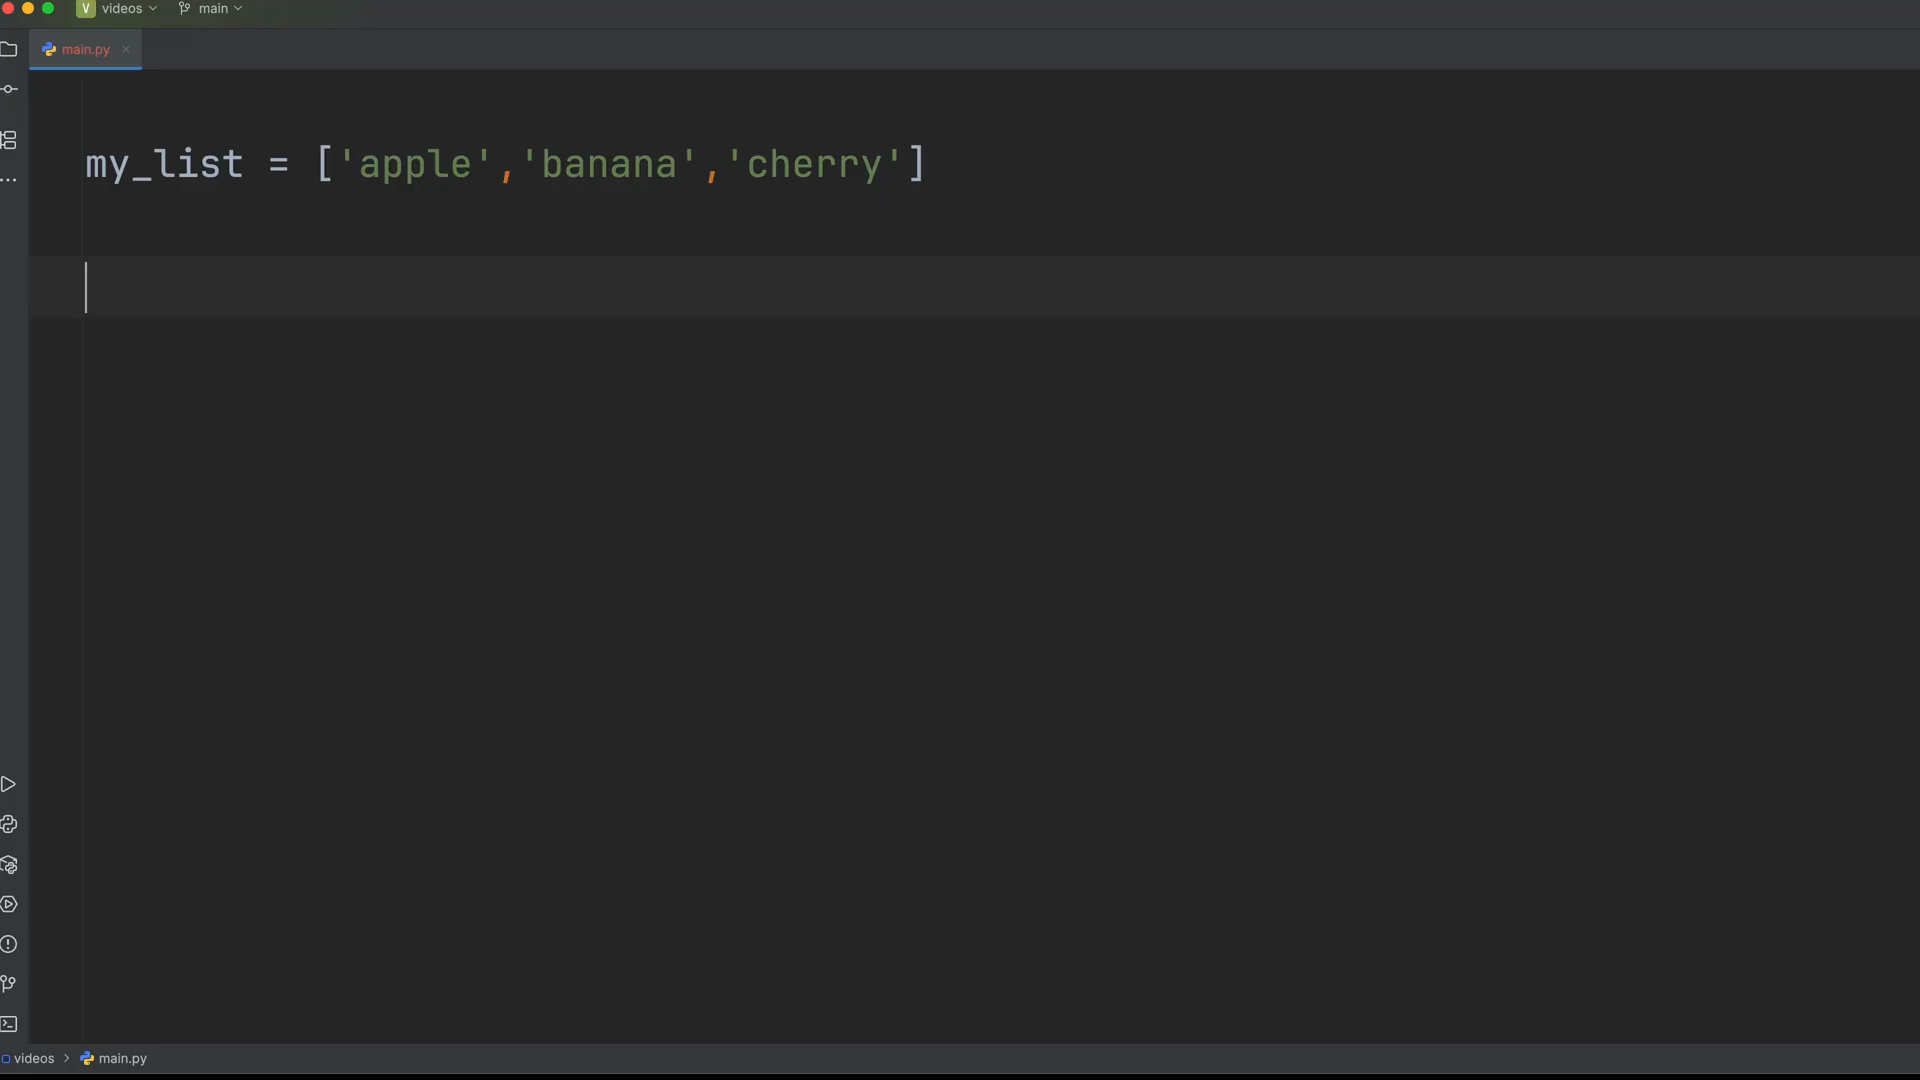 V videos main
main.py
my_list = ['apple','banana','cherry']
videos > main.py